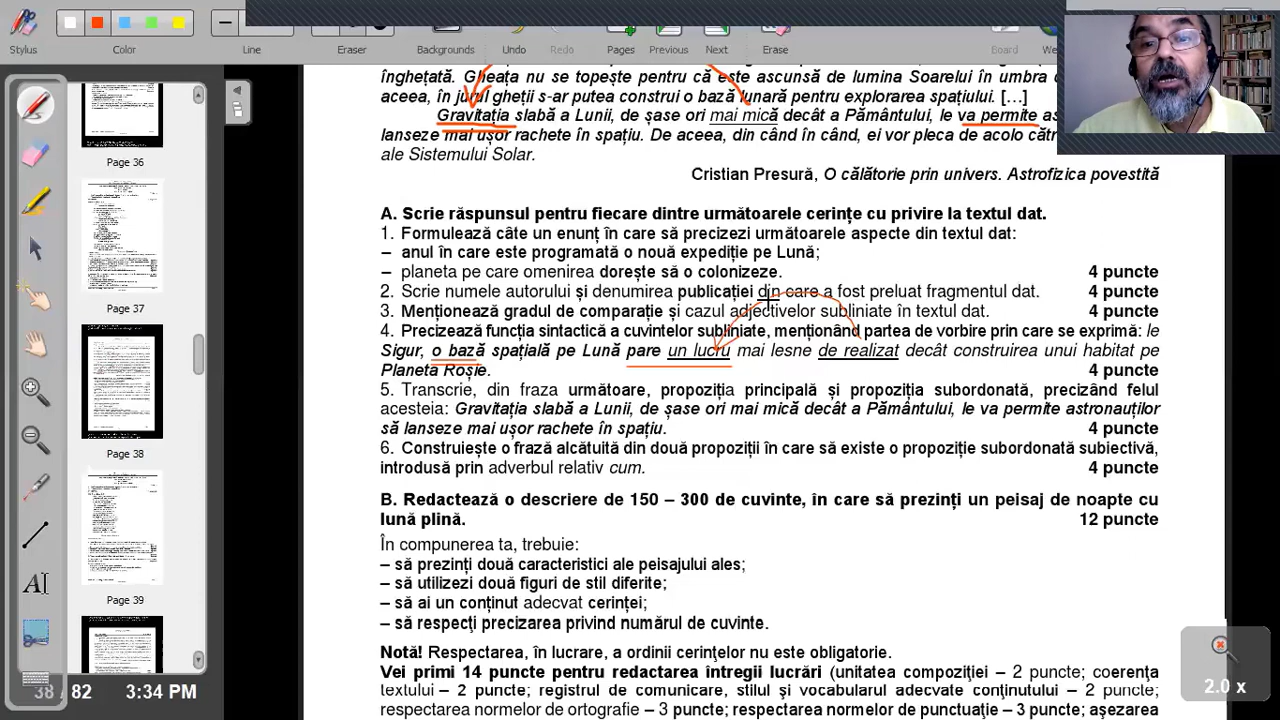 Stylus Color Line Eraser Backgrounds Undo Redo Pages Previous Next Erase Board
Page 36
Page 37
Page 38
Page 39
38 / 82 3:34 PM
2.0 x
înghețată. Gheața nu se topește pentru că este ascunsă de lumina Soarelui în umbra
aceea, în jurul gheții s-ar putea construi o bază lunară pentru explorarea spațiului. […]
Gravitația slabă a Lunii, de șase ori mai mică decât a Pământului, le va permite
lanseze mai ușor rachete în spațiu. De aceea, din când în când, ei vor pleca de acolo
ale Sistemului Solar.
Cristian Presură, O călătorie prin univers. Astrofizica povestită
A. Scrie răspunsul pentru fiecare dintre următoarele cerințe cu privire la textul dat.
1. Formulează câte un enunț în care să precizezi următoarele aspecte din textul dat:
– anul în care este programată o nouă expediție pe Lună;
– planeta pe care omenirea dorește să o colonizeze. 4 puncte
2. Scrie numele autorului și denumirea publicației din care a fost preluat fragmentul dat. 4 puncte
3. Menționează gradul de comparație și cazul adjectivelor subliniate în textul dat. 4 puncte
4. Precizează funcția sintactică a cuvintelor subliniate, menționând partea de vorbire prin care se exprimă: le
Sigur, o bază spațială pe Lună pare un lucru mai lesne de realizat decât construirea unui habitat pe
Planeta Roșie. 4 puncte
5. Transcrie, din fraza următoare, propoziția principală și propoziția subordonată, precizând felul
acesteia: Gravitația slabă a Lunii, de șase ori mai mică decât a Pământului, le va permite astronauților
să lanseze mai ușor rachete în spațiu. 4 puncte
6. Construiește o frază alcătuită din două propoziții în care să existe o propoziție subordonată subiectivă,
introdusă prin adverbul relativ cum. 4 puncte
B. Redactează o descriere de 150 – 300 de cuvinte, în care să prezinți un peisaj de noapte cu
lună plină. 12 puncte
În compunerea ta, trebuie:
– să prezinți două caracteristici ale peisajului ales;
– să utilizezi două figuri de stil diferite;
– să ai un conținut adecvat cerinței;
– să respecți precizarea privind numărul de cuvinte.
Notă! Respectarea, în lucrare, a ordinii cerințelor nu este obligatorie.
Vei primi 14 puncte pentru redactarea întregii lucrări (unitatea compoziției – 2 puncte; coerența
textului – 2 puncte; registrul de comunicare, stilul și vocabularul adecvate conținutului – 2 puncte;
respectarea normelor de ortografie – 3 puncte; respectarea normelor de punctuație – 3 puncte; așezarea